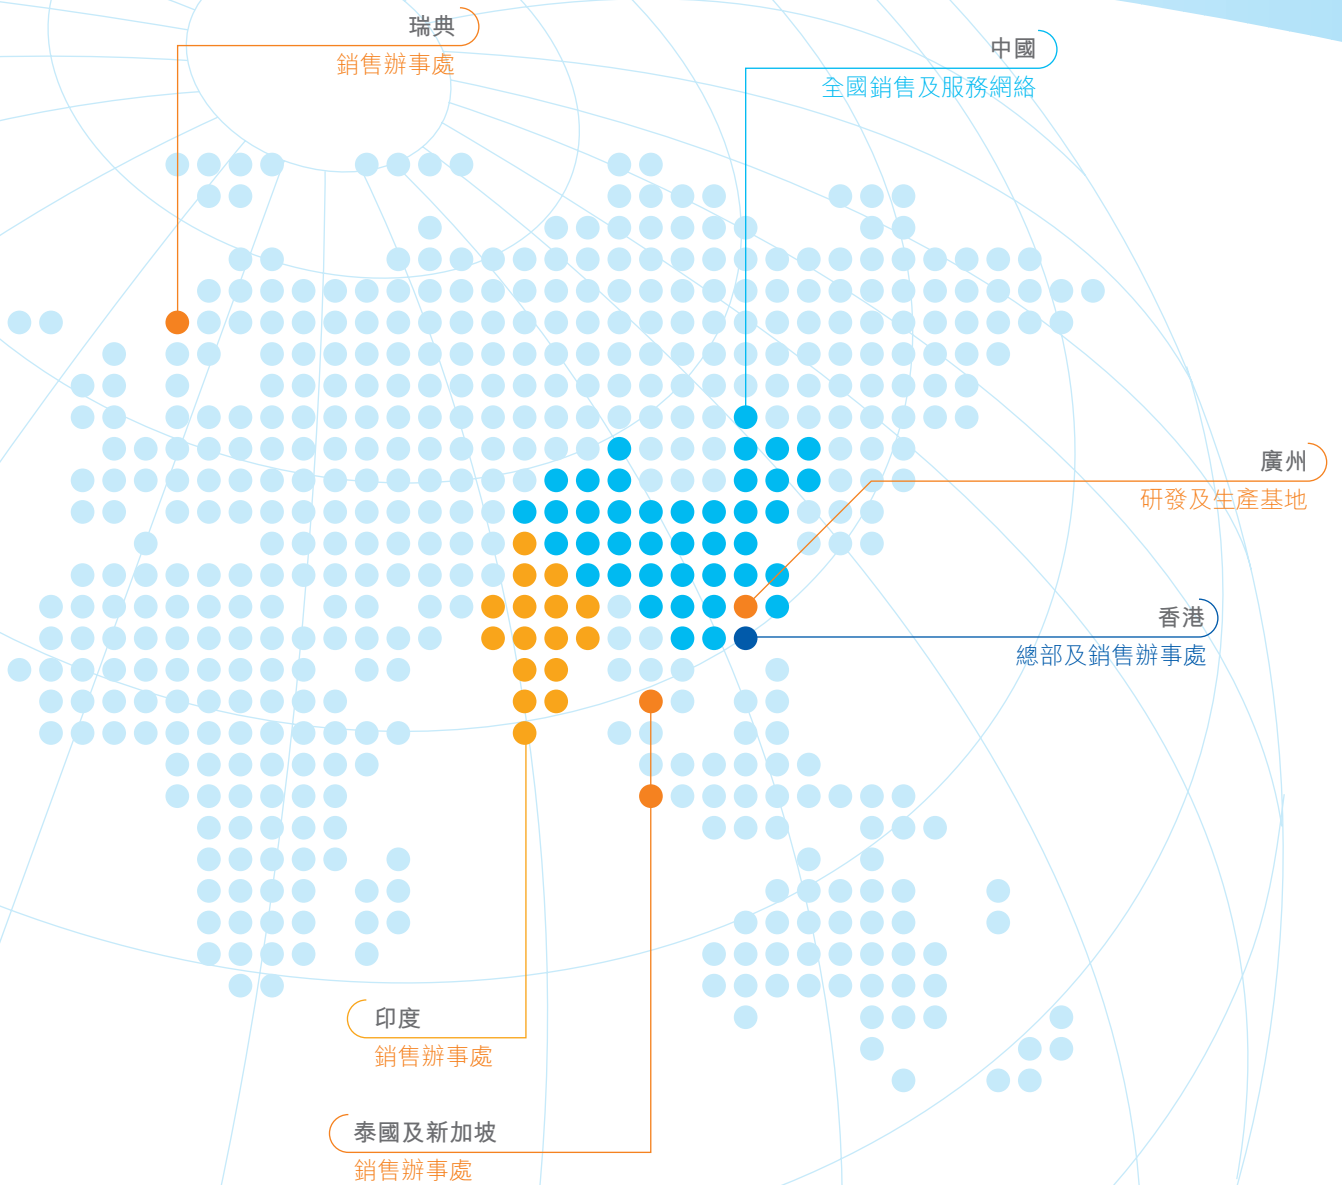 瑞典
銷售辦事處
中國
全國銷售及服務網絡
廣州
研發及生產基地
香港
總部及銷售辦事處
印度
銷售辦事處
泰國及新加坡
銷售辦事處